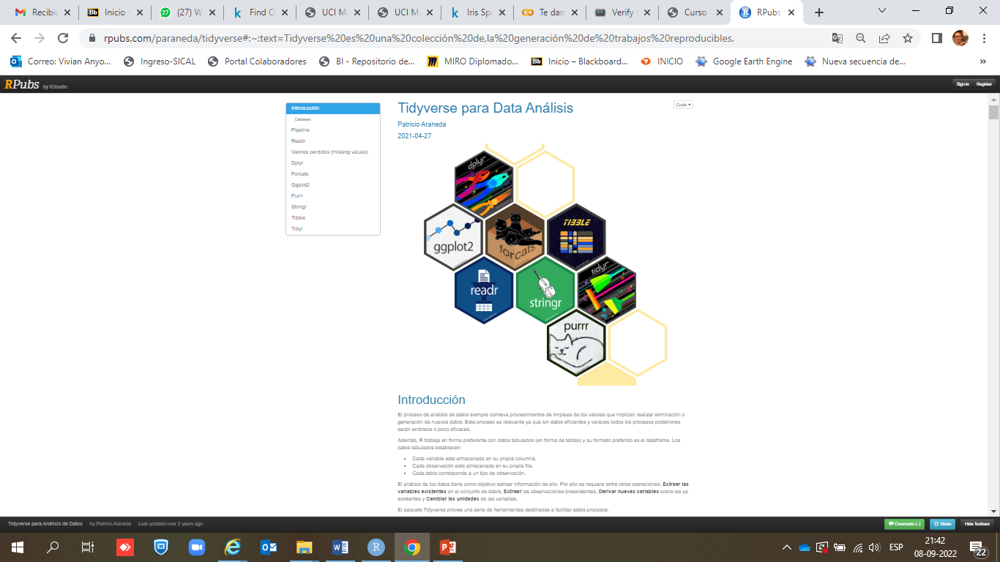 Recibic
Inicio -
(27) W
Find O
UCI M
UCI M
Iris Spe
Te dam
Verify
Curso
RPubs
rpubs.com/paraneda/tidyverse#:~:text=Tidyverse%20es%20una%20colección%20de,la%20generación%20de%20trabajos%20reproducibles.
Correo: Vivian Anyo...
Ingreso-SICAL
Portal Colaboradores
BI - Repositorio de...
MIRO Diplomado...
Inicio – Blackboard...
INICIO
Google Earth Engine
Nueva secuencia de...
RPubs by RStudio
Sign in Register
Introducción
Dataset
Pipeline
Readr
Valores perdidos (missing values)
Dplyr
Forcats
Ggplot2
Purrr
Stringr
Tibble
Tidyr
Tidyverse para Data Análisis
Code
Patricio Araneda
2021-04-27
dplyr
ggplot2
forcats
TIBBLE
readr
stringr
tidyr
purrr
Introducción
El proceso de análisis de datos siempre conlleva procedimientos de limpieza de los valores que implican realizar eliminación o
generación de nuevos datos. Este proceso es relevante ya que sin datos eficientes y veraces todos los procesos posteriores
serán erróneos o poco eficaces.
Además, R trabaja en forma preferente con datos tabulados (en forma de tablas) y su formato preferido es el dataframe. Los
datos tabulados establecen:
• Cada variable esta almacenada en su propia columna.
• Cada observación esta almacenada en su propia fila.
• Cada tabla corresponde a un tipo de observación.
El análisis de los datos tiene como objetivo extraer información de ello. Por ello se requiere entre otras operaciones: Extraer las
variables existentes en el conjunto de datos, Extraer las observaciones preexistentes, Derivar nuevas variables sobre las ya
existentes y Cambiar las unidades de las variables.
El paquete Tidyverse provee una serie de herramientas destinadas a facilitar estos procesos.
Tidyverse para Análisis de Datos by Patricio Araneda Last updated over 2 years ago
Comments (–) Share Hide Toolbars
ESP
21:42
08-09-2022
22